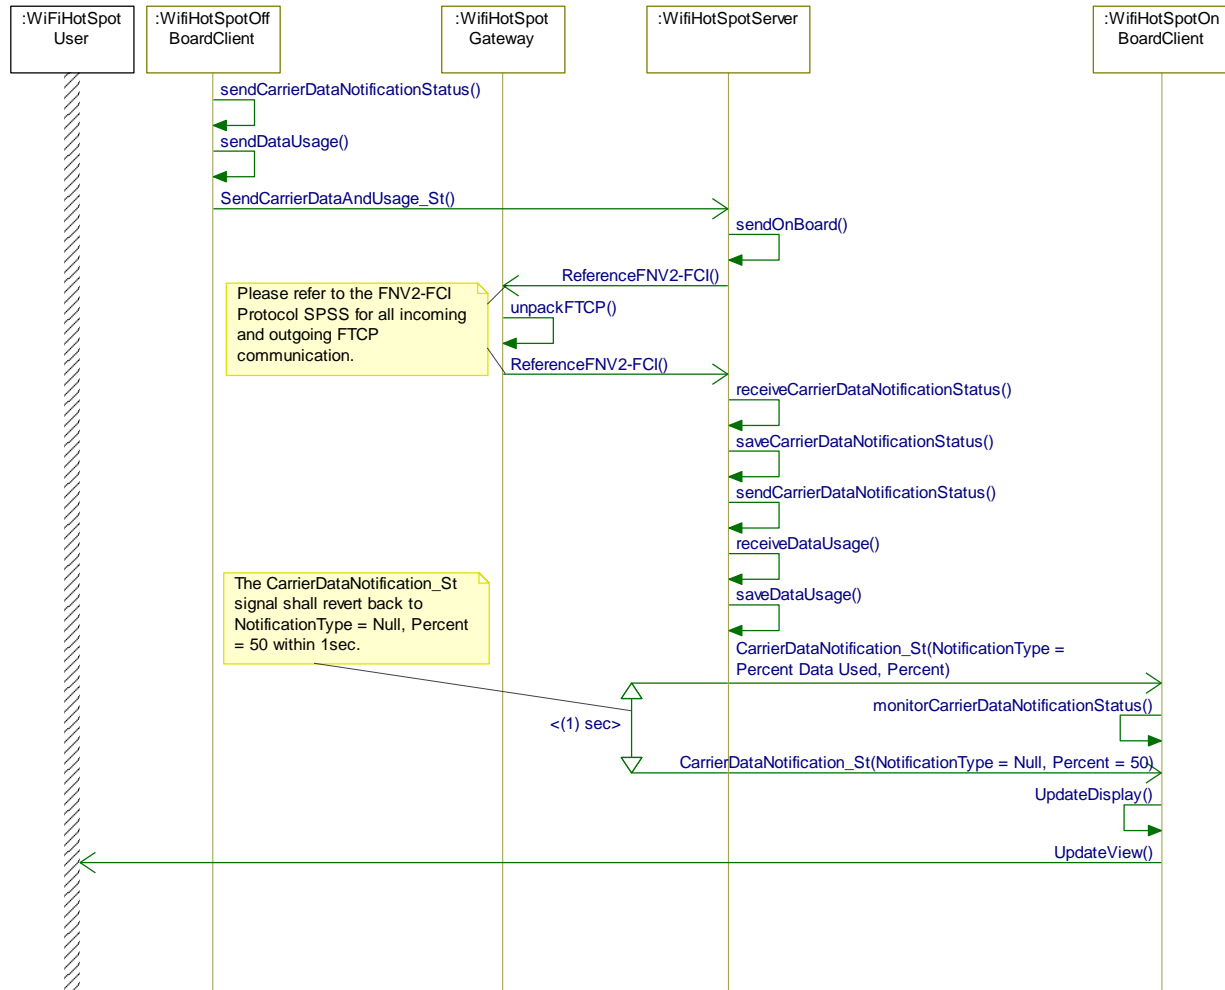 :WiFiHotSpot
User
:WifiHotSpotOff
BoardClient
:WifiHotSpot
Gateway
:WifiHotSpotServer
:WifiHotSpotOn
BoardClient
sendCarrierDataNotificationStatus()
sendDataUsage()
SendCarrierDataAndUsage_St()
sendOnBoard()
ReferenceFNV2-FCI()
Please refer to the FNV2-FCI
Protocol SPSS for all incoming
and outgoing FTCP
communication.
unpackFTCP()
ReferenceFNV2-FCI()
receiveCarrierDataNotificationStatus()
saveCarrierDataNotificationStatus()
sendCarrierDataNotificationStatus()
receiveDataUsage()
saveDataUsage()
The CarrierDataNotification_St
signal shall revert back to
NotificationType = Null, Percent
= 50 within 1sec.
CarrierDataNotification_St(NotificationType =
Percent Data Used, Percent)
monitorCarrierDataNotificationStatus()
<(1) sec>
CarrierDataNotification_St(NotificationType = Null, Percent = 50)
UpdateDisplay()
UpdateView()